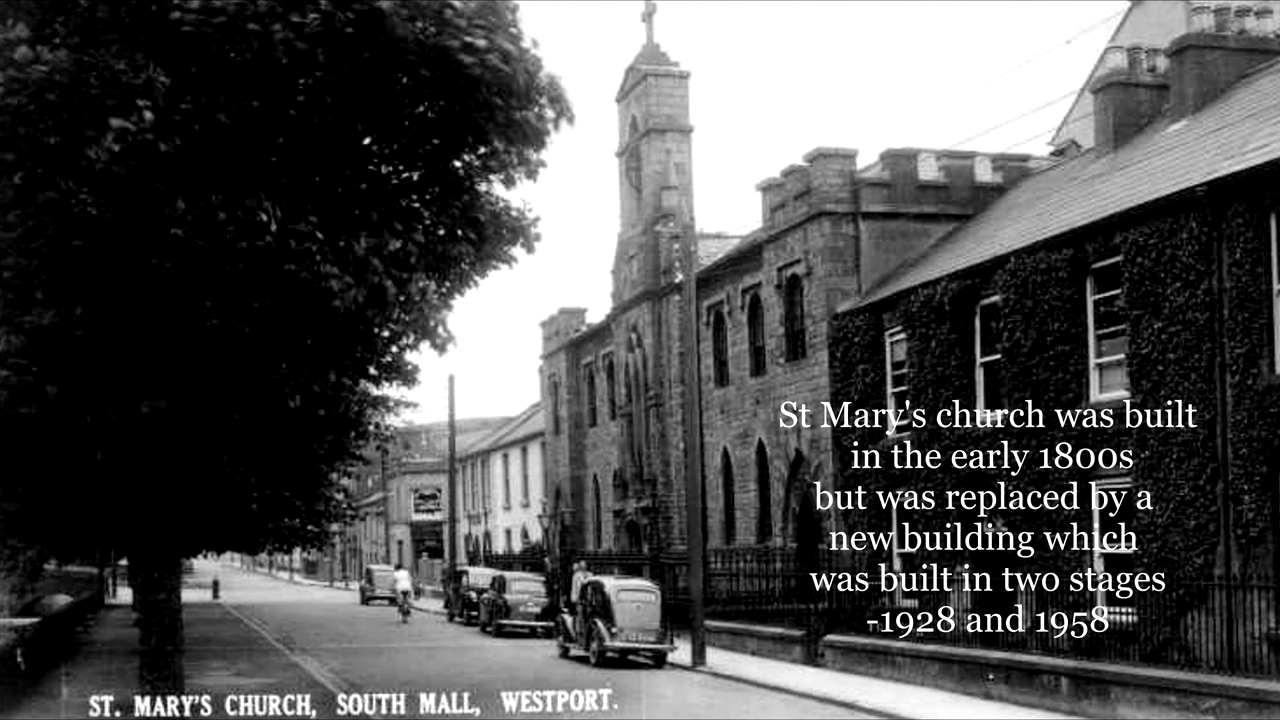 St Mary's church was built
in the early 1800s
but was replaced by a
new building which
was built in two stages
-1928 and 1958
ST. MARY'S CHURCH, SOUTH MALL, WESTPORT.